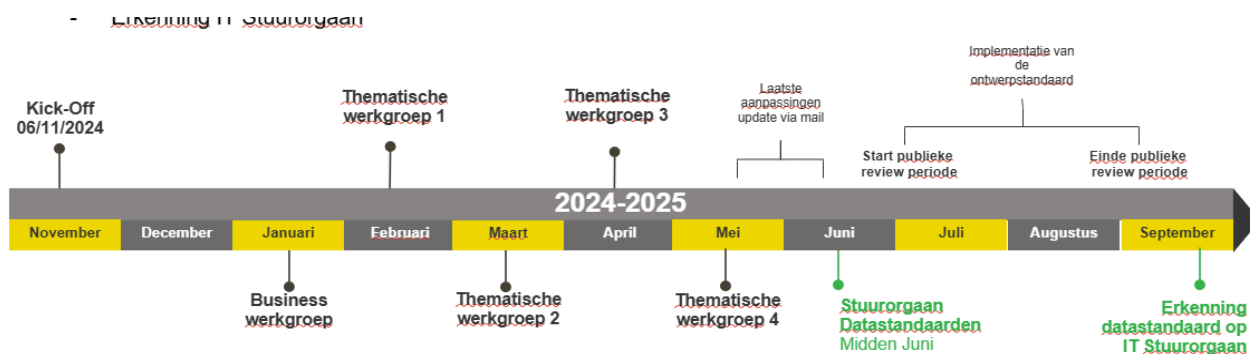 - Erkenning IT Stuurorgaan
Implementatie van
de
ontwerpstandaard
Laatste
aanpassingen
update via mail
Kick-Off
06/11/2024
Thematische
werkgroep 1
Thematische
werkgroep 3
Start publieke
review periode
Einde publieke
review periode
2024-2025
November December Januari Februari Maart April Mei Juni Juli Augustus September
Business
werkgroep
Thematische
werkgroep 2
Thematische
werkgroep 4
Stuurorgaan
Datastandaarden
Midden Juni
Erkenning
datastandaard op
IT Stuurorgaan